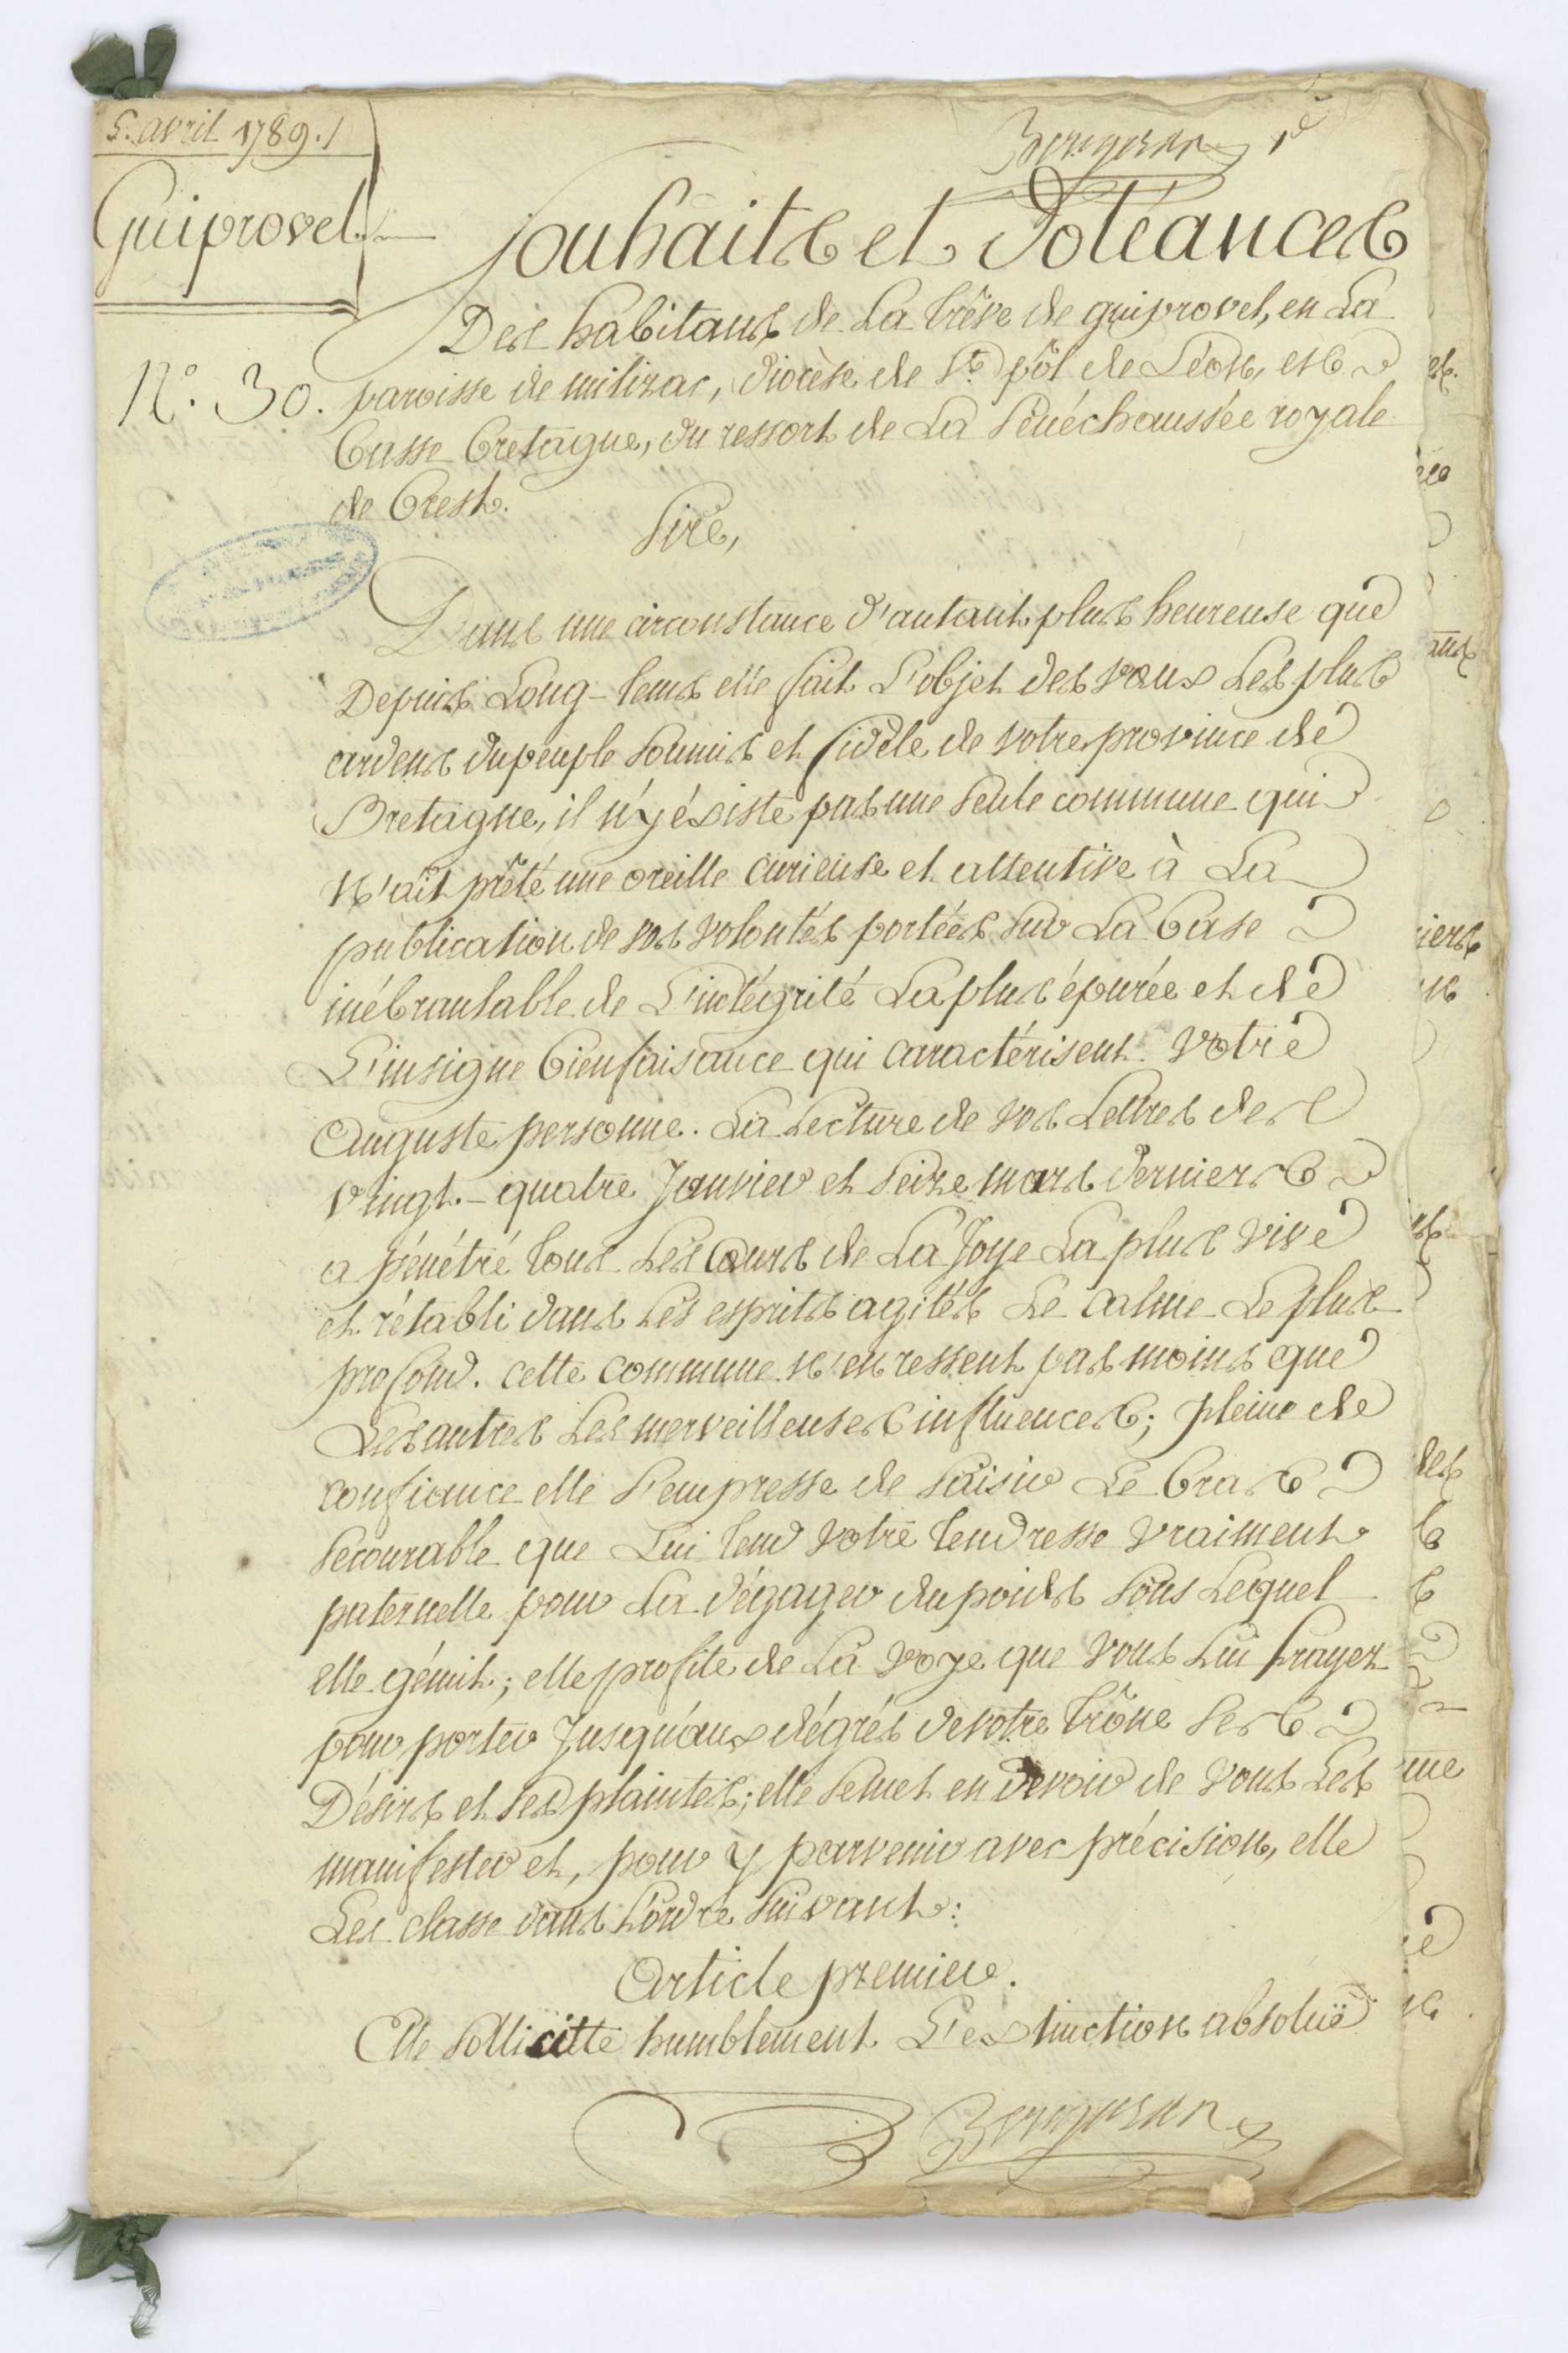 5. avril 1789.
Guiprovel.
N.° 30.
1e
Souhaits et Doléances
Des habitans de La trêve de guiprovel, en La
paroisse de milizac, diocèse de St. pôl de Léon, en
basse bretagne, du ressort de La Sénéchaussée royale
de brest.
Sire,
Dans une circonstance d'autant plus heureuse que
Depuis Long-tems elle fait L'objet des vœux Les plus
ardens du peuple Soumis et fidèle de votre province de
Bretagne, il n'y éxiste pas une Seule commune qui
N'ait prêté une oreille curieuse et attentive à La
publication de vos volontés portées Sur La base
inébranlable de L'intégrité La plus épurée et de
L'insigne bienfaisance qui caractérisent votre
Auguste personne. La Lecture de vos Lettres des
vingt-quatre Janvier et Seize mars derniers
a pénétré tous Les Cœurs de La Joye La plus vive
et rétabli dans Les esprits agités Le calme Le plus
profond. cette commune N'en ressent pas moins que
Les autres Les merveilleuses influences; pleine de
confiance elle S'empresse de Saisir Le bras
Secourable que Lui tend votre tendresse vraiment
paternelle pour La dégager du poids Sous Lequel
elle gémit; elle profite de La voye que vous Lui frayez
pour porter Jusqu'aux dégrés de votre trône Ses
Désirs et Ses plaintes; elle Se met en devoir de vous Les
manifester et, pour y parvenir avec précision, elle
Les classe dans L'ordre Suivant:
Article premier.
Elle Sollicitte humblement L'extinction absoluë